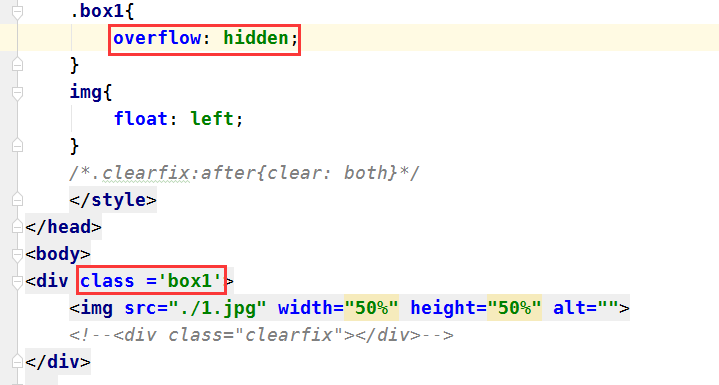 .box1{
overflow: hidden;
}
img{
float: left;
}
/*.clearfix:after{clear: both}*/
</style>
</head>
<body>
<div class ='box1'>
<img src="./1.jpg" width="50%" height="50%" alt="">
<!--<div class="clearfix"></div>-->
</div>